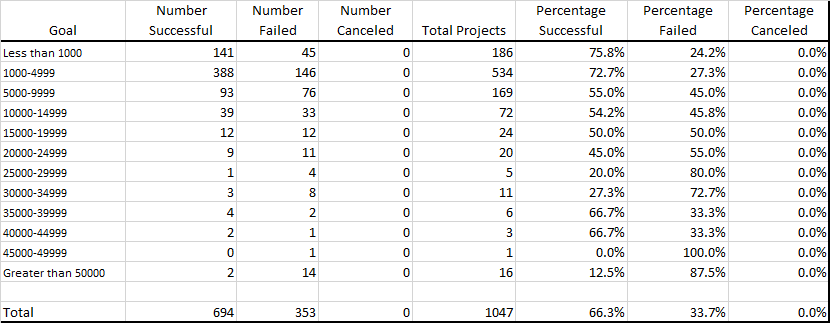 Goal Number Successful Number Failed Number Canceled Total Projects Percentage Successful Percentage Failed Percentage Canceled
Less than 1000 141 45 0 186 75.8% 24.2% 0.0%
1000-4999 388 146 0 534 72.7% 27.3% 0.0%
5000-9999 93 76 0 169 55.0% 45.0% 0.0%
10000-14999 39 33 0 72 54.2% 45.8% 0.0%
15000-19999 12 12 0 24 50.0% 50.0% 0.0%
20000-24999 9 11 0 20 45.0% 55.0% 0.0%
25000-29999 1 4 0 5 20.0% 80.0% 0.0%
30000-34999 3 8 0 11 27.3% 72.7% 0.0%
35000-39999 4 2 0 6 66.7% 33.3% 0.0%
40000-44999 2 1 0 3 66.7% 33.3% 0.0%
45000-49999 0 1 0 1 0.0% 100.0% 0.0%
Greater than 50000 2 14 0 16 12.5% 87.5% 0.0%
Total 694 353 0 1047 66.3% 33.7% 0.0%